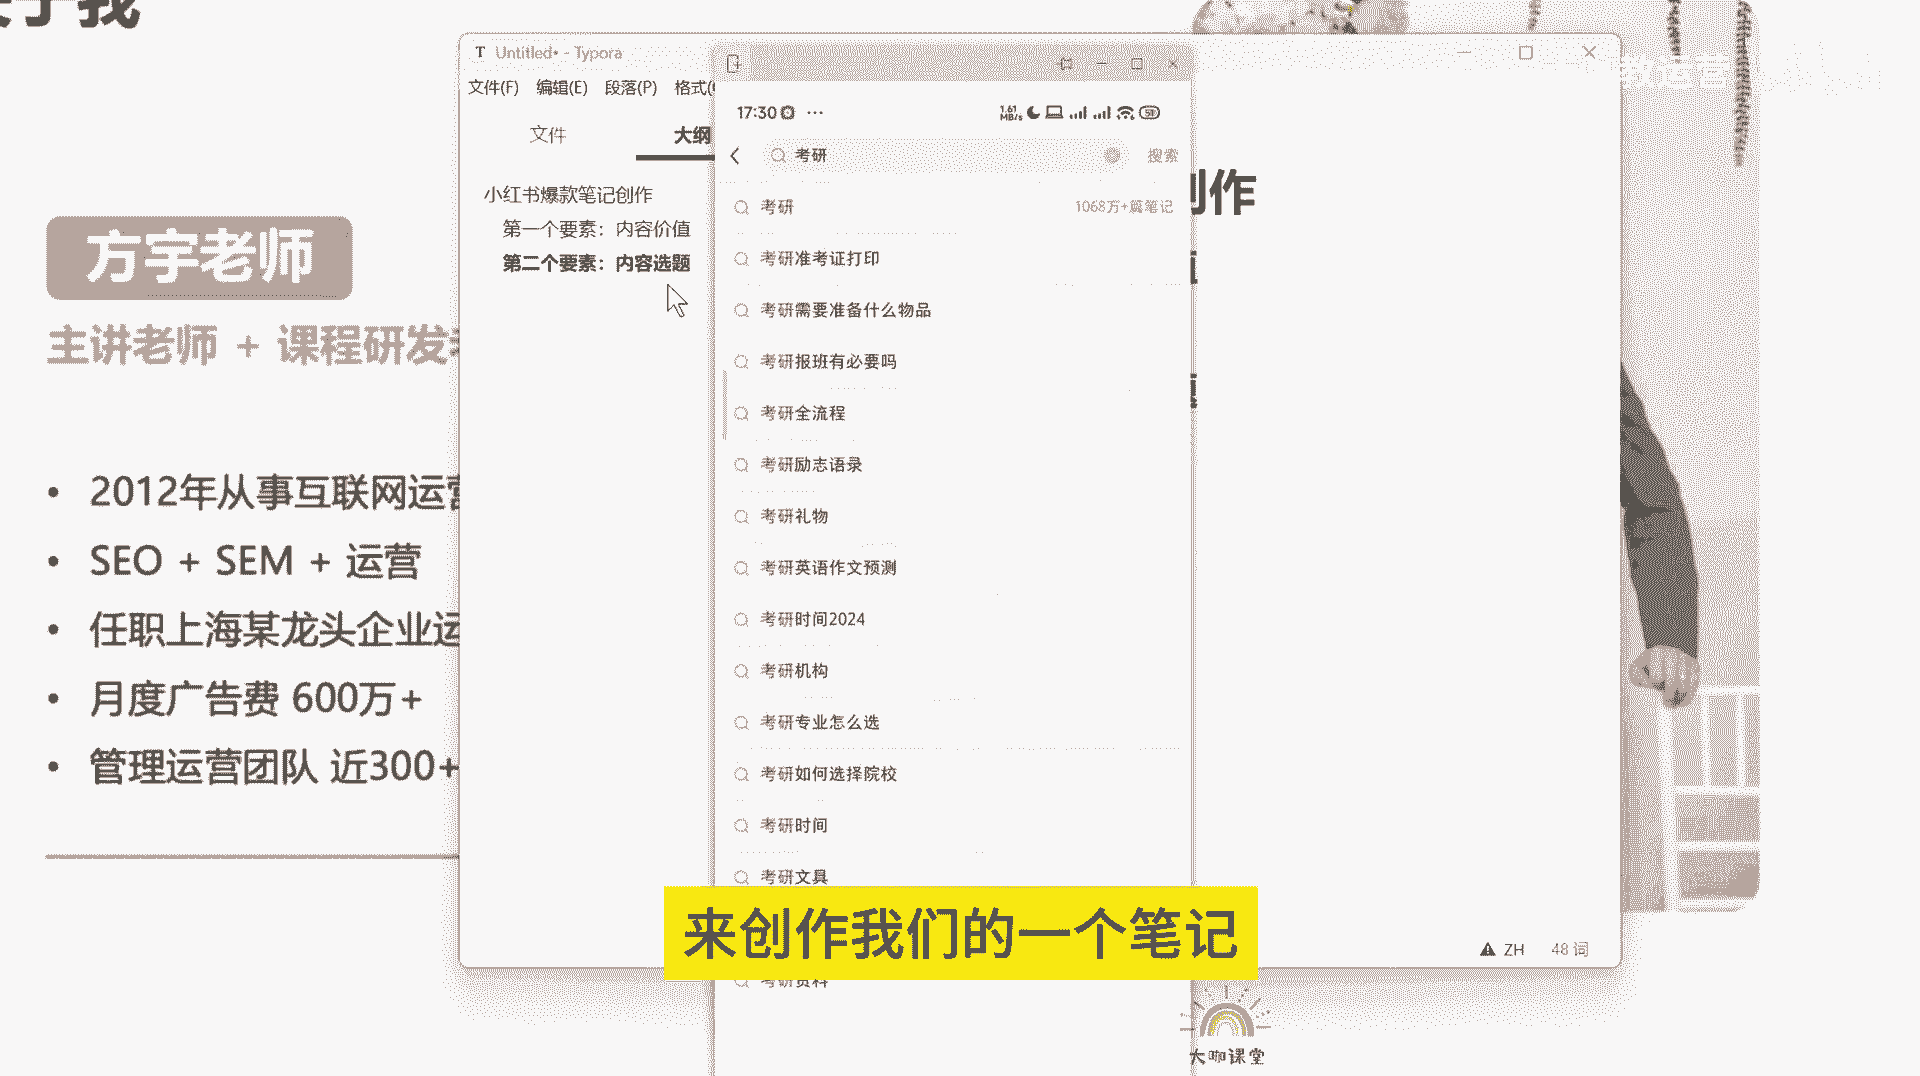 我
方宇老师
主讲老师 + 课程研发
2012年从事互联网运营
SEO + SEM + 运营
任职上海某龙头企业运
月度广告费 600万+
管理运营团队 近300+
Untitled• - Typora
文件(F) 编辑(E) 段落(P) 格式(
文件 大纲
小红书爆款笔记创作
第一个要素：内容价值
第二个要素：内容选题
17:30
1.61 MB/s
51
考研 搜索
考研 1068万+篇笔记
考研准考证打印
考研需要准备什么物品
考研报班有必要吗
考研全流程
考研励志语录
考研礼物
考研英语作文预测
考研时间2024
考研机构
考研专业怎么选
考研如何选择院校
考研时间
考研文具
考研资料
创作
教运营
ZH 48 词
来创作我们的一个笔记
大咖课堂